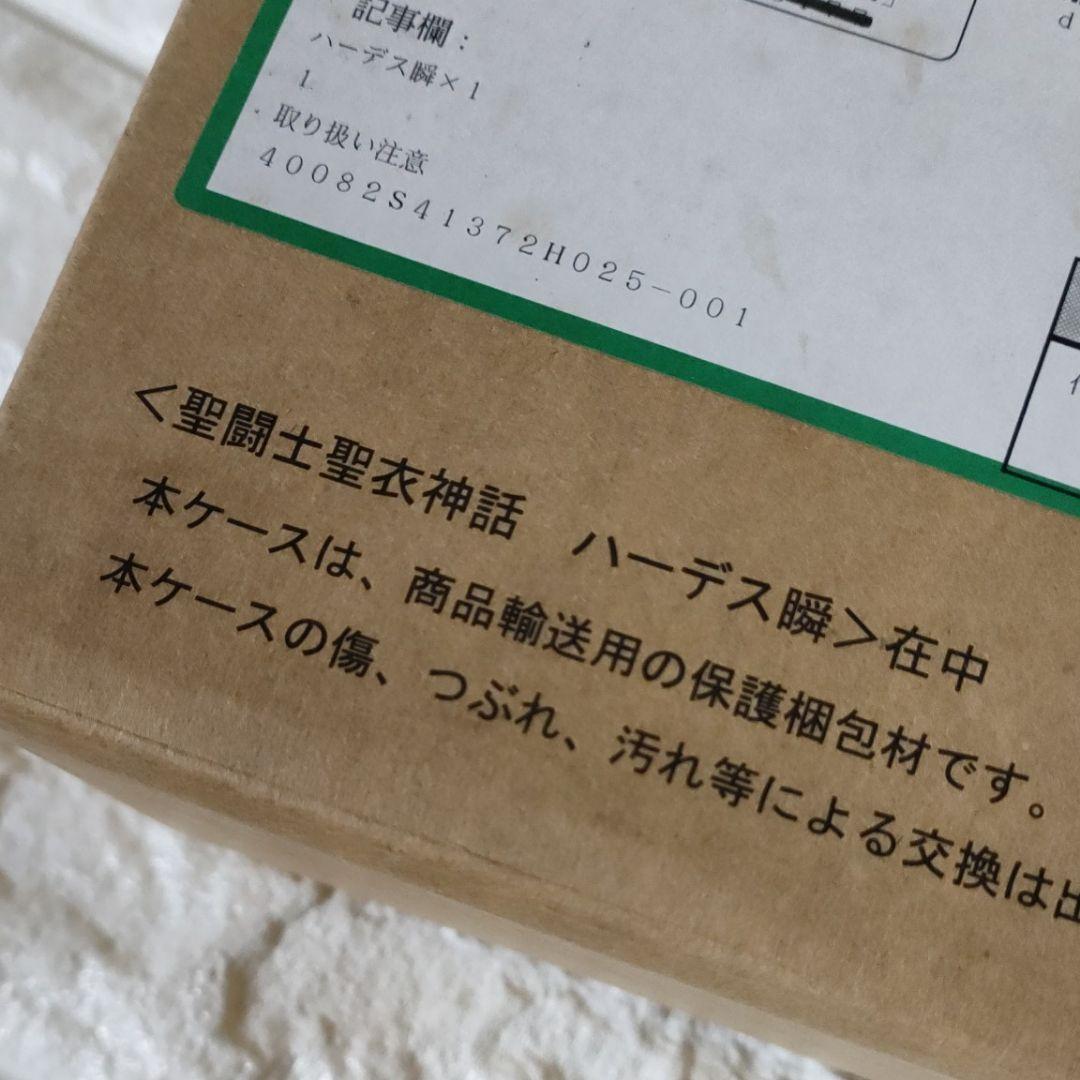 記事欄：
ハーデス瞬×１
１
取り扱い注意
４００８２Ｓ４１３７２Ｈ０２５－００１
＜聖闘士聖衣神話　ハーデス瞬＞在中
本ケースは、商品輸送用の保護梱包材です。
本ケースの傷、つぶれ、汚れ等による交換は出